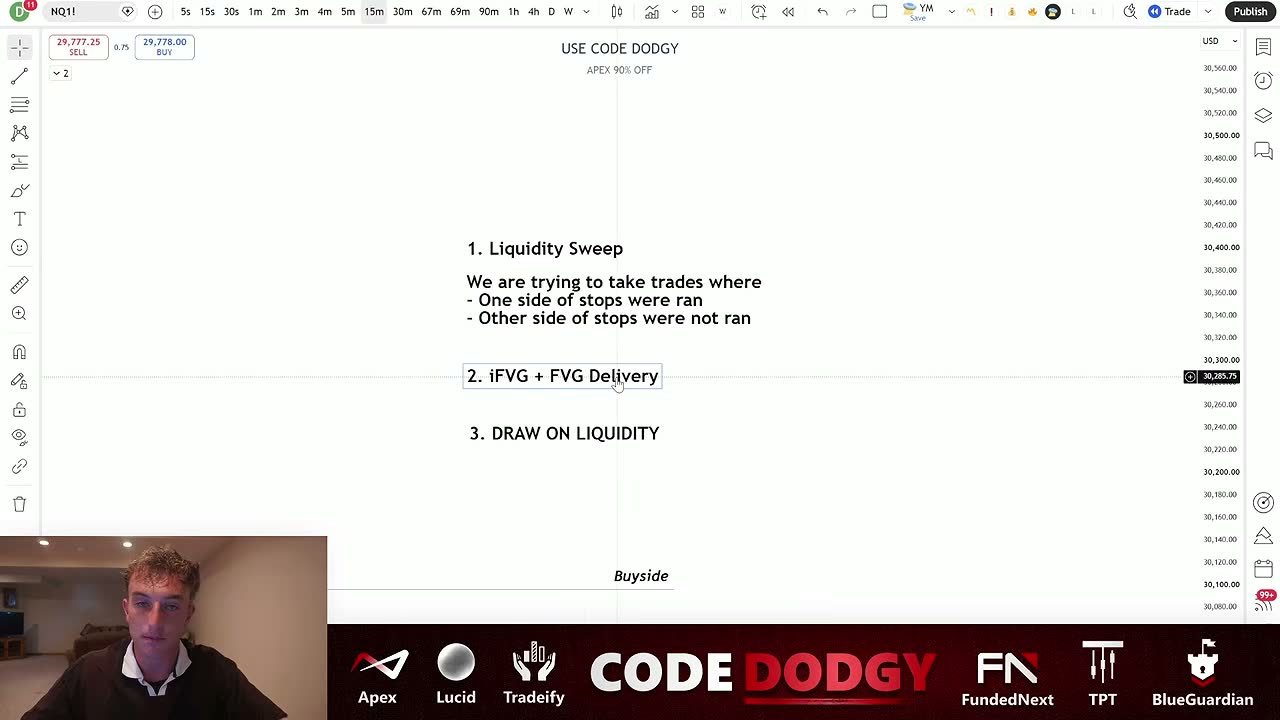 D
11
NQ1!
15s 30s 1m 2m 3m 4m 5m 15m 30m 67m 69m 90m 1h 4h D W
W
YM
Save
L L
Trade
Publish
29,777.25
SELL
0.75
29,778.00
BUY
2
USE CODE DODGY
APEX 90% OFF
USD
30,560.00
30,540.00
30,520.00
30,500.00
30,480.00
30,460.00
30,440.00
30,420.00
30,400.00
30,380.00
30,360.00
30,340.00
30,320.00
30,300.00
30,285.75
30,260.00
30,240.00
30,220.00
30,200.00
30,180.00
30,160.00
30,140.00
30,120.00
30,100.00
30,080.00
1. Liquidity Sweep
We are trying to take trades where
- One side of stops were ran
- Other side of stops were not ran
2. iFVG + FVG Delivery
3. DRAW ON LIQUIDITY
Buyside
99+
Apex
Lucid
Tradeify
CODE DODGY
FN
FundedNext
TPT
BlueGuardian